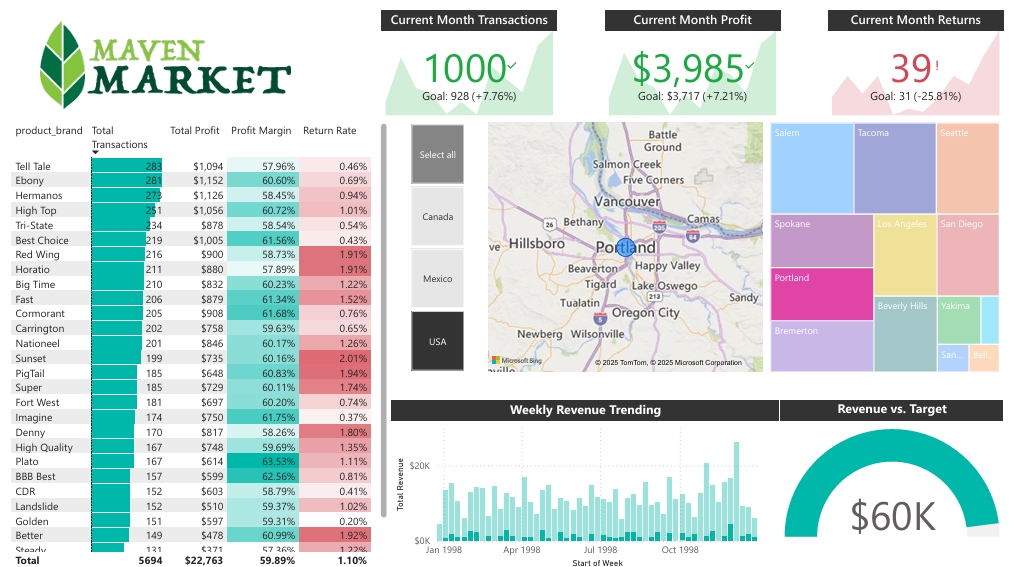 MAVEN
MARKET
Current Month Transactions
1000
Goal: 928 (+7.76%)
Current Month Profit
$3,985
Goal: $3,717 (+7.21%)
Current Month Returns
39!
Goal: 31 (-25.81%)
product_brand Total Transactions Total Profit Profit Margin Return Rate
Tell Tale 283 $1,094 57.96% 0.46%
Ebony 281 $1,152 60.60% 0.69%
Hermanos 273 $1,126 58.45% 0.94%
High Top 251 $1,056 60.72% 1.01%
Tri-State 234 $878 58.54% 0.54%
Best Choice 219 $1,005 61.56% 0.43%
Red Wing 216 $900 58.73% 1.91%
Horatio 211 $880 57.89% 1.91%
Big Time 210 $832 60.23% 1.22%
Fast 206 $879 61.34% 1.52%
Cormorant 205 $908 61.68% 0.76%
Carrington 202 $758 59.63% 0.65%
Nationeel 201 $846 60.17% 1.26%
Sunset 199 $735 60.16% 2.01%
PigTail 185 $648 60.83% 1.94%
Super 185 $729 60.11% 1.74%
Fort West 181 $697 60.20% 0.74%
Imagine 174 $750 61.75% 0.37%
Denny 170 $817 58.26% 1.80%
High Quality 167 $748 59.69% 1.35%
Plato 167 $614 63.53% 1.11%
BBB Best 157 $599 62.56% 0.81%
CDR 152 $603 58.79% 0.41%
Landslide 152 $510 59.37% 1.02%
Golden 151 $597 59.31% 0.20%
Better 149 $478 60.99% 1.92%
Steady 131 $371 57.36% 1.22%
Total 5694 $22,763 59.89% 1.10%
Select all
Canada
Mexico
USA
Battle
Ground
Salmon Creek
Five Corners
Vancouver
26
Bethany
205
Camas
84
ve
Hillsboro
Portland
Beaverton
Happy Valley
Tigard
Lake Oswego
213
Tualatin
Sandy
5
Oregon City
Newberg
Wilsonville
Microsoft Bing
© 2025 TomTom, © 2025 Microsoft Corporation
ville
Salem
Tacoma
Seattle
Spokane
Los Angeles
San Diego
Portland
Beverly Hills
Yakima
Bremerton
San...
Bell
Weekly Revenue Trending
Total Revenue
$20K
$0K
Jan 1998 Apr 1998 Jul 1998 Oct 1998
Start of Week
Revenue vs. Target
$60K